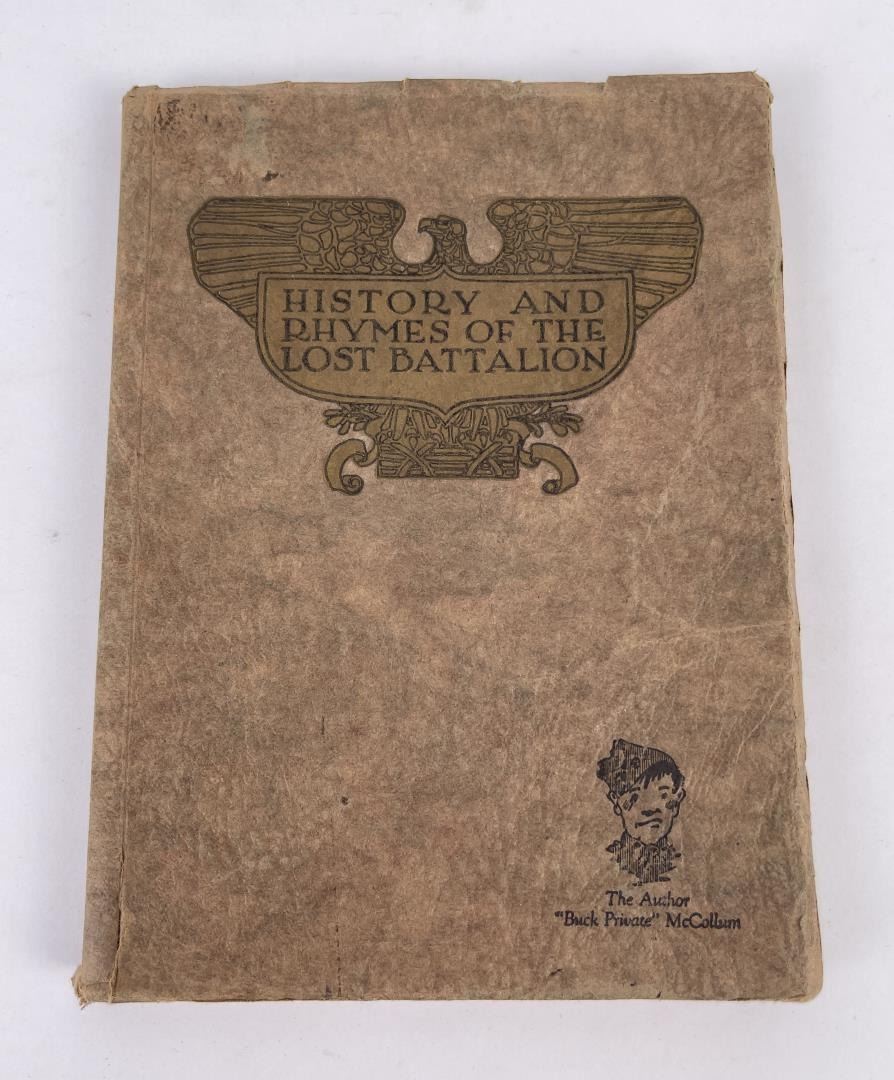 HISTORY AND
RHYMES OF THE
LOST BATTALION
The Author
"Buck Private" McCollum